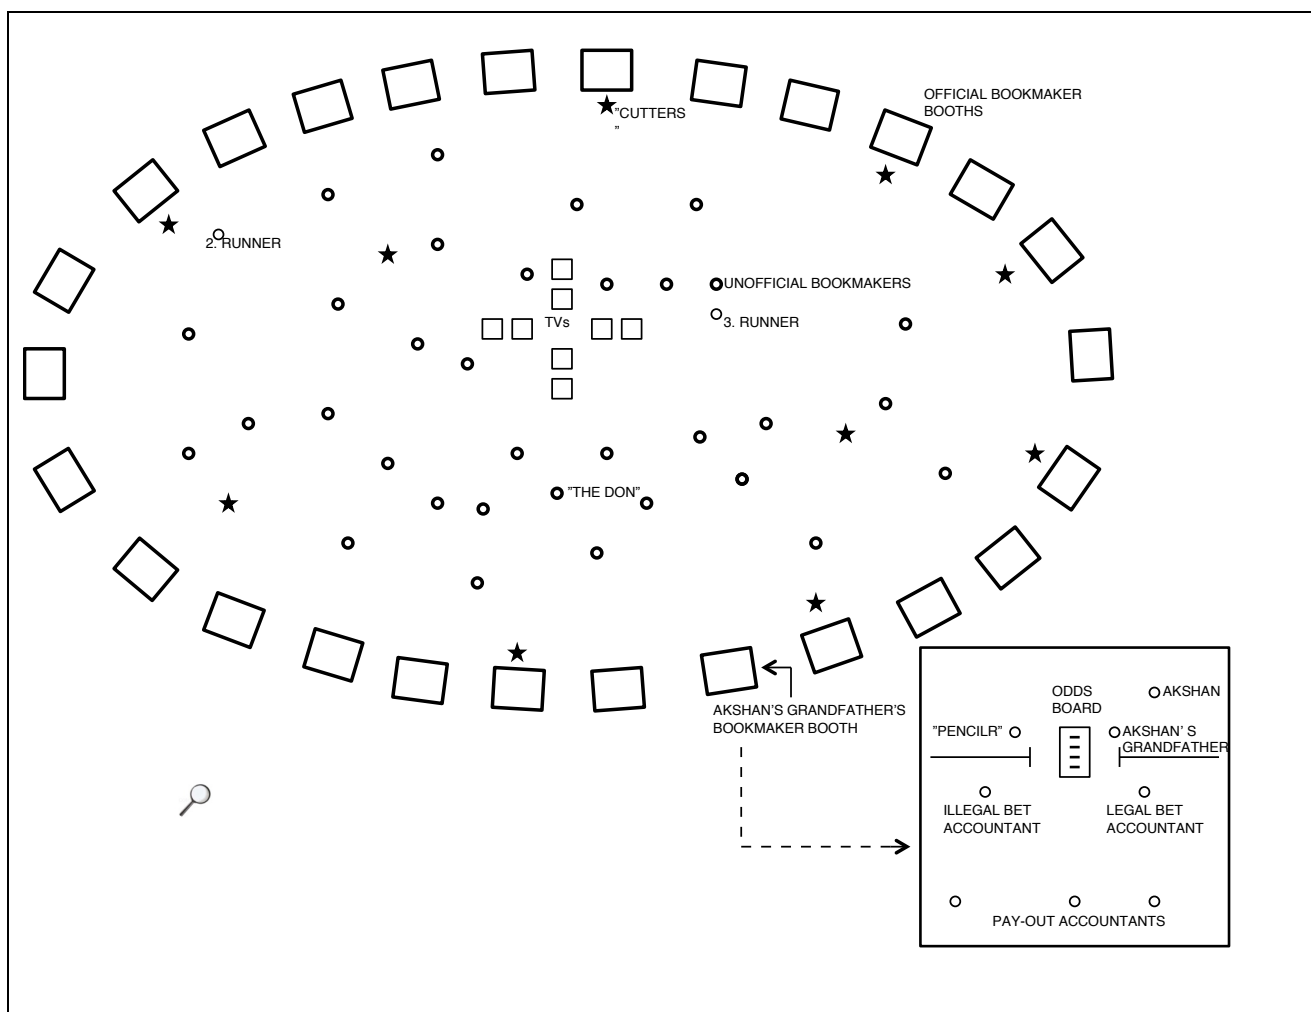 OFFICIAL BOOKMAKER
BOOTHS
"CUTTERS
"
2. RUNNER
UNOFFICIAL BOOKMAKERS
TVs
3. RUNNER
"THE DON"
AKSHAN'S GRANDFATHER'S
BOOKMAKER BOOTH
ODDS
BOARD
AKSHAN
"PENCILR"
AKSHAN' S
GRANDFATHER
ILLEGAL BET
ACCOUNTANT
LEGAL BET
ACCOUNTANT
PAY-OUT ACCOUNTANTS